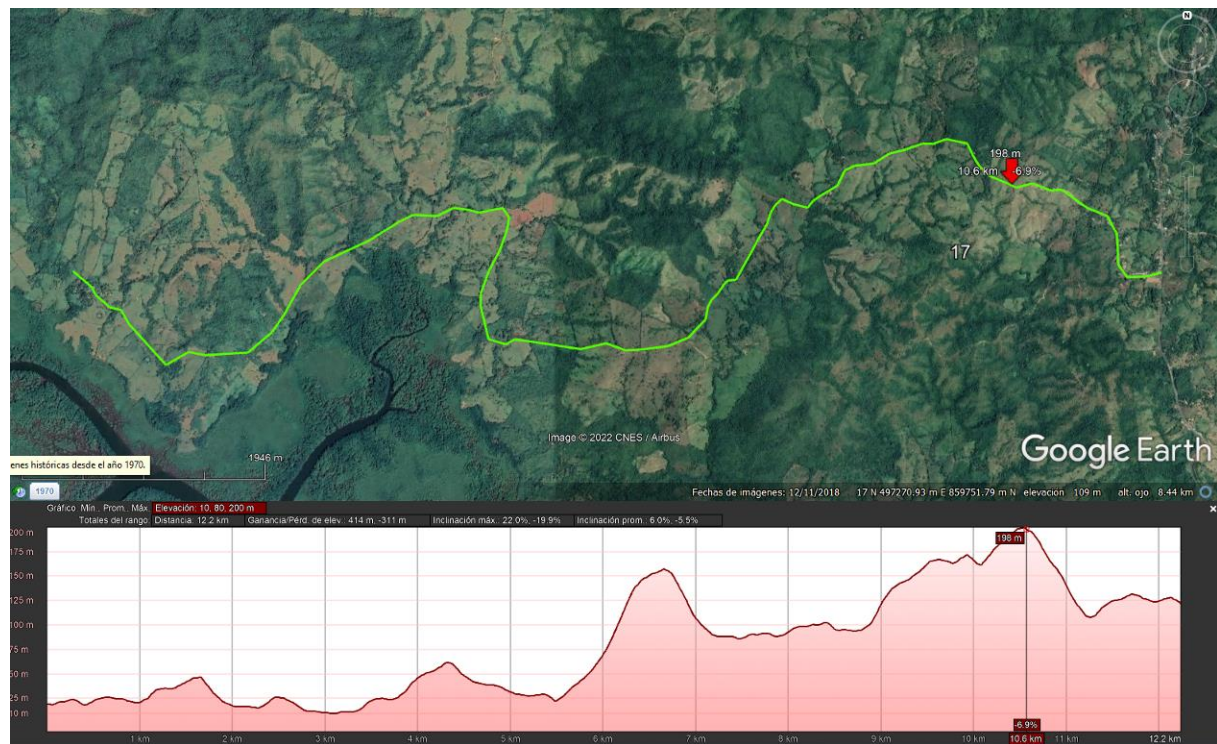 N
198 m
10.6 km -6.9%
17
Image © 2022 CNES / Airbus
Google Earth
1946 m
enes históricas desde el año 1970.
1970
Fechas de imágenes: 12/11/2018 17 N 497270.93 m E 859751.79 m N elevación 109 m alt. ojo 8.44 km
Gráfico Mín., Prom., Máx. Elevación: 10, 80, 200 m
Totales del rango: Distancia: 12.2 km Ganancia/Pérd. de elev.: 414 m, -311 m Inclinación máx.: 22.0%, -19.9% Inclinación prom.: 6.0%, -5.5%
200 m
198 m
175 m
150 m
125 m
100 m
75 m
50 m
25 m
10 m
-6.9%
1 km 2 km 3 km 4 km 5 km 6 km 7 km 8 km 9 km 10 km 10.6 km 11 km 12.2 km